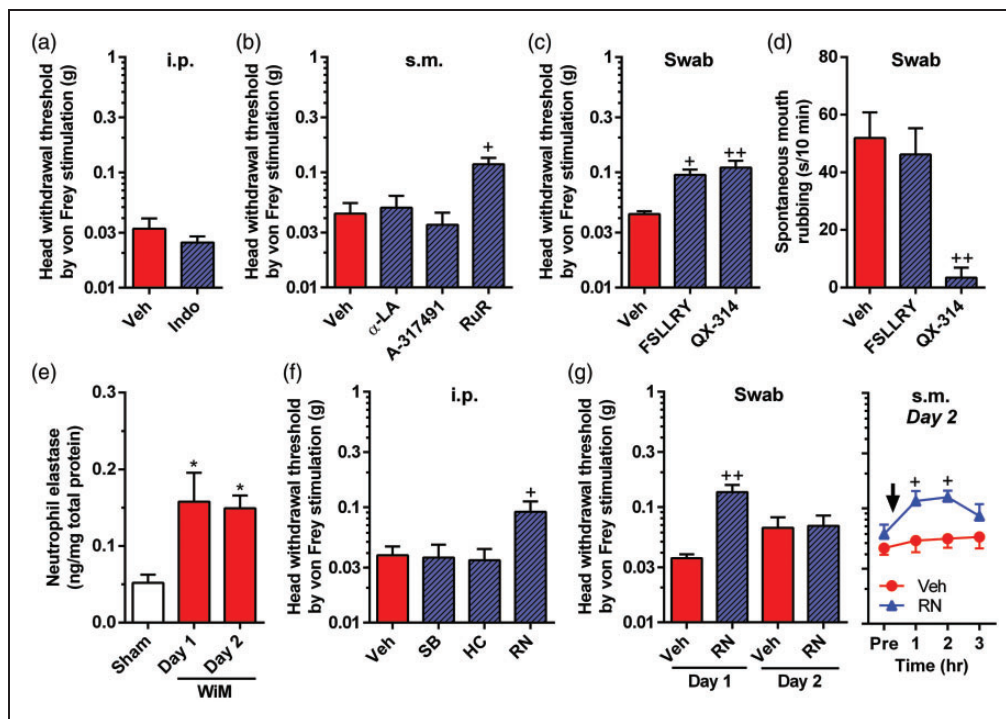 (a)
i.p.
Head withdrawal threshold
by von Frey stimulation (g)
1
0.3
0.1
0.03
0.01
Veh
Indo
(b)
s.m.
Head withdrawal threshold
by von Frey stimulation (g)
1
0.3
0.1
0.03
0.01
+
Veh
α-LA
A-317491
RuR
(c)
Swab
Head withdrawal threshold
by von Frey stimulation (g)
1
0.3
0.1
0.03
0.01
+
++
Veh
FSLLRY
QX-314
(d)
Swab
Spontaneous mouth
rubbing (s/10 min)
80
60
40
20
0
++
Veh
FSLLRY
QX-314
(e)
Neutrophil elastase
(ng/mg total protein)
0.3
0.2
0.1
0.0
*
*
Sham
Day 1
Day 2
WiM
(f)
i.p.
Head withdrawal threshold
by von Frey stimulation (g)
1
0.3
0.1
0.03
0.01
+
Veh
SB
HC
RN
(g)
Swab
Head withdrawal threshold
by von Frey stimulation (g)
1
0.3
0.1
0.03
0.01
++
Veh
RN
Veh
RN
Day 1
Day 2
s.m.
Day 2
+
+
Veh
RN
Pre 1 2 3
Time (hr)